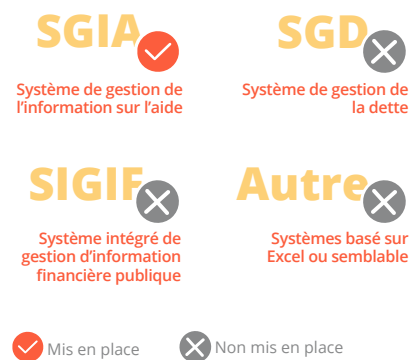 SGIA
Système de gestion de
l'information sur l'aide
SGD
Système de gestion de
la dette
SIGIF
Système intégré de
gestion d'information
financière publique
Autre
Systèmes basé sur
Excel ou semblable
Mis en place
Non mis en place